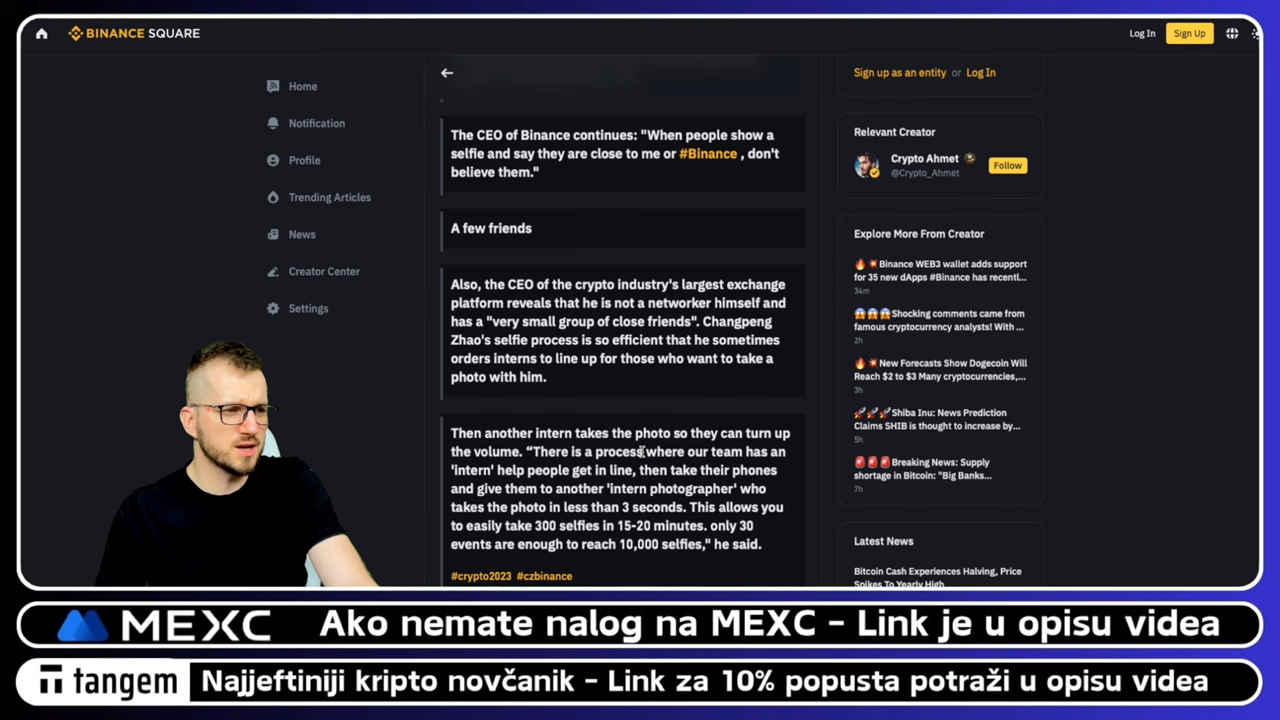 BINANCE SQUARE
Log In
Sign Up
Home
Notification
Profile
Trending Articles
News
Creator Center
Settings
The CEO of Binance continues: "When people show a
selfie and say they are close to me or #Binance , don't
believe them."
A few friends
Also, the CEO of the crypto industry's largest exchange
platform reveals that he is not a networker himself and
has a "very small group of close friends". Changpeng
Zhao's selfie process is so efficient that he sometimes
orders interns to line up for those who want to take a
photo with him.
Then another intern takes the photo so they can turn up
the volume. “There is a process where our team has an
'intern' help people get in line, then take their phones
and give them to another 'intern photographer' who
takes the photo in less than 3 seconds. This allows you
to easily take 300 selfies in 15-20 minutes. only 30
events are enough to reach 10,000 selfies," he said.
#crypto2023 #czbinance
Sign up as an entity or Log In
Relevant Creator
Crypto Ahmet
@Crypto_Ahmet
Follow
Explore More From Creator
🔥💥Binance WEB3 wallet adds support
for 35 new dApps #Binance has recentl...
34m
😱😱😱Shocking comments came from
famous cryptocurrency analysts! With ...
2h
🔥💥New Forecasts Show Dogecoin Will
Reach $2 to $3 Many cryptocurrencies,...
3h
🚀🚀🚀Shiba Inu: News Prediction
Claims SHIB is thought to increase by...
5h
🚨🚨🚨Breaking News: Supply
shortage in Bitcoin: "Big Banks...
7h
Latest News
Bitcoin Cash Experiences Halving, Price
Spikes To Yearly High
MEXC Ako nemate nalog na MEXC - Link je u opisu videa
tangem Najjeftiniji kripto novčanik - Link za 10% popusta potraži u opisu videa